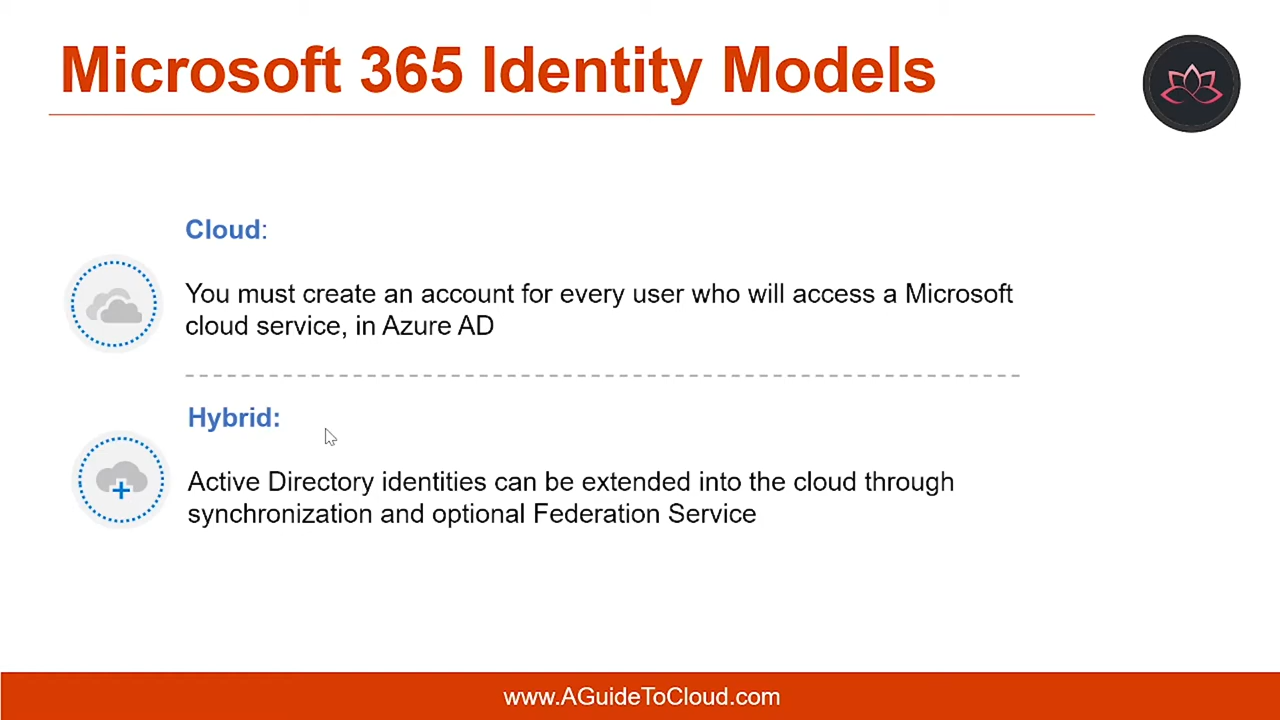 Microsoft 365 Identity Models
Cloud:
You must create an account for every user who will access a Microsoft
cloud service, in Azure AD
Hybrid:
Active Directory identities can be extended into the cloud through
synchronization and optional Federation Service
www.AGuideToCloud.com